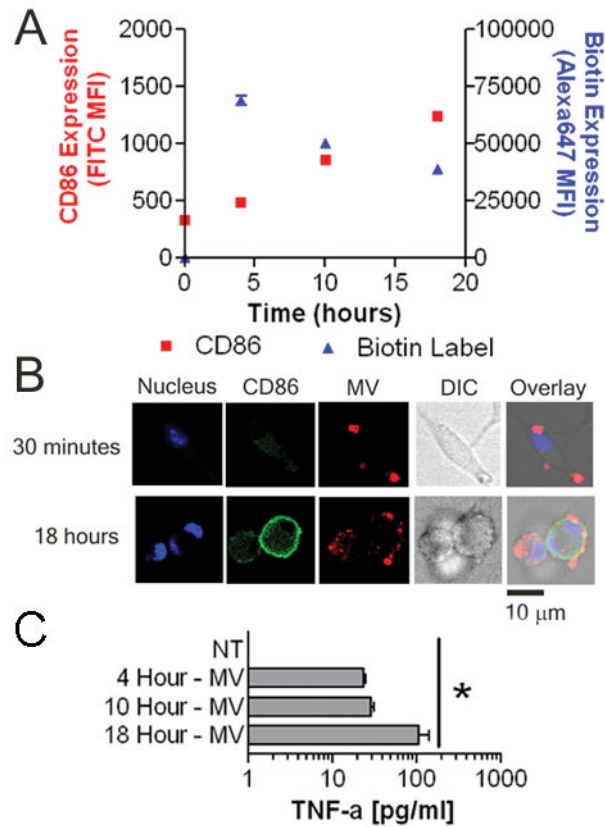 A
CD86 Expression
(FITC MFI)
2000
1500
1000
500
0
100000
75000
50000
25000
0
Biotin Expression
(Alexa647 MFI)
0 5 10 15 20
Time (hours)
CD86 Biotin Label
B
Nucleus CD86 MV DIC Overlay
30 minutes
18 hours
10 μm
C
NT
4 Hour - MV
10 Hour - MV
18 Hour - MV
*
1 10 100 1000
TNF-a [pg/ml]